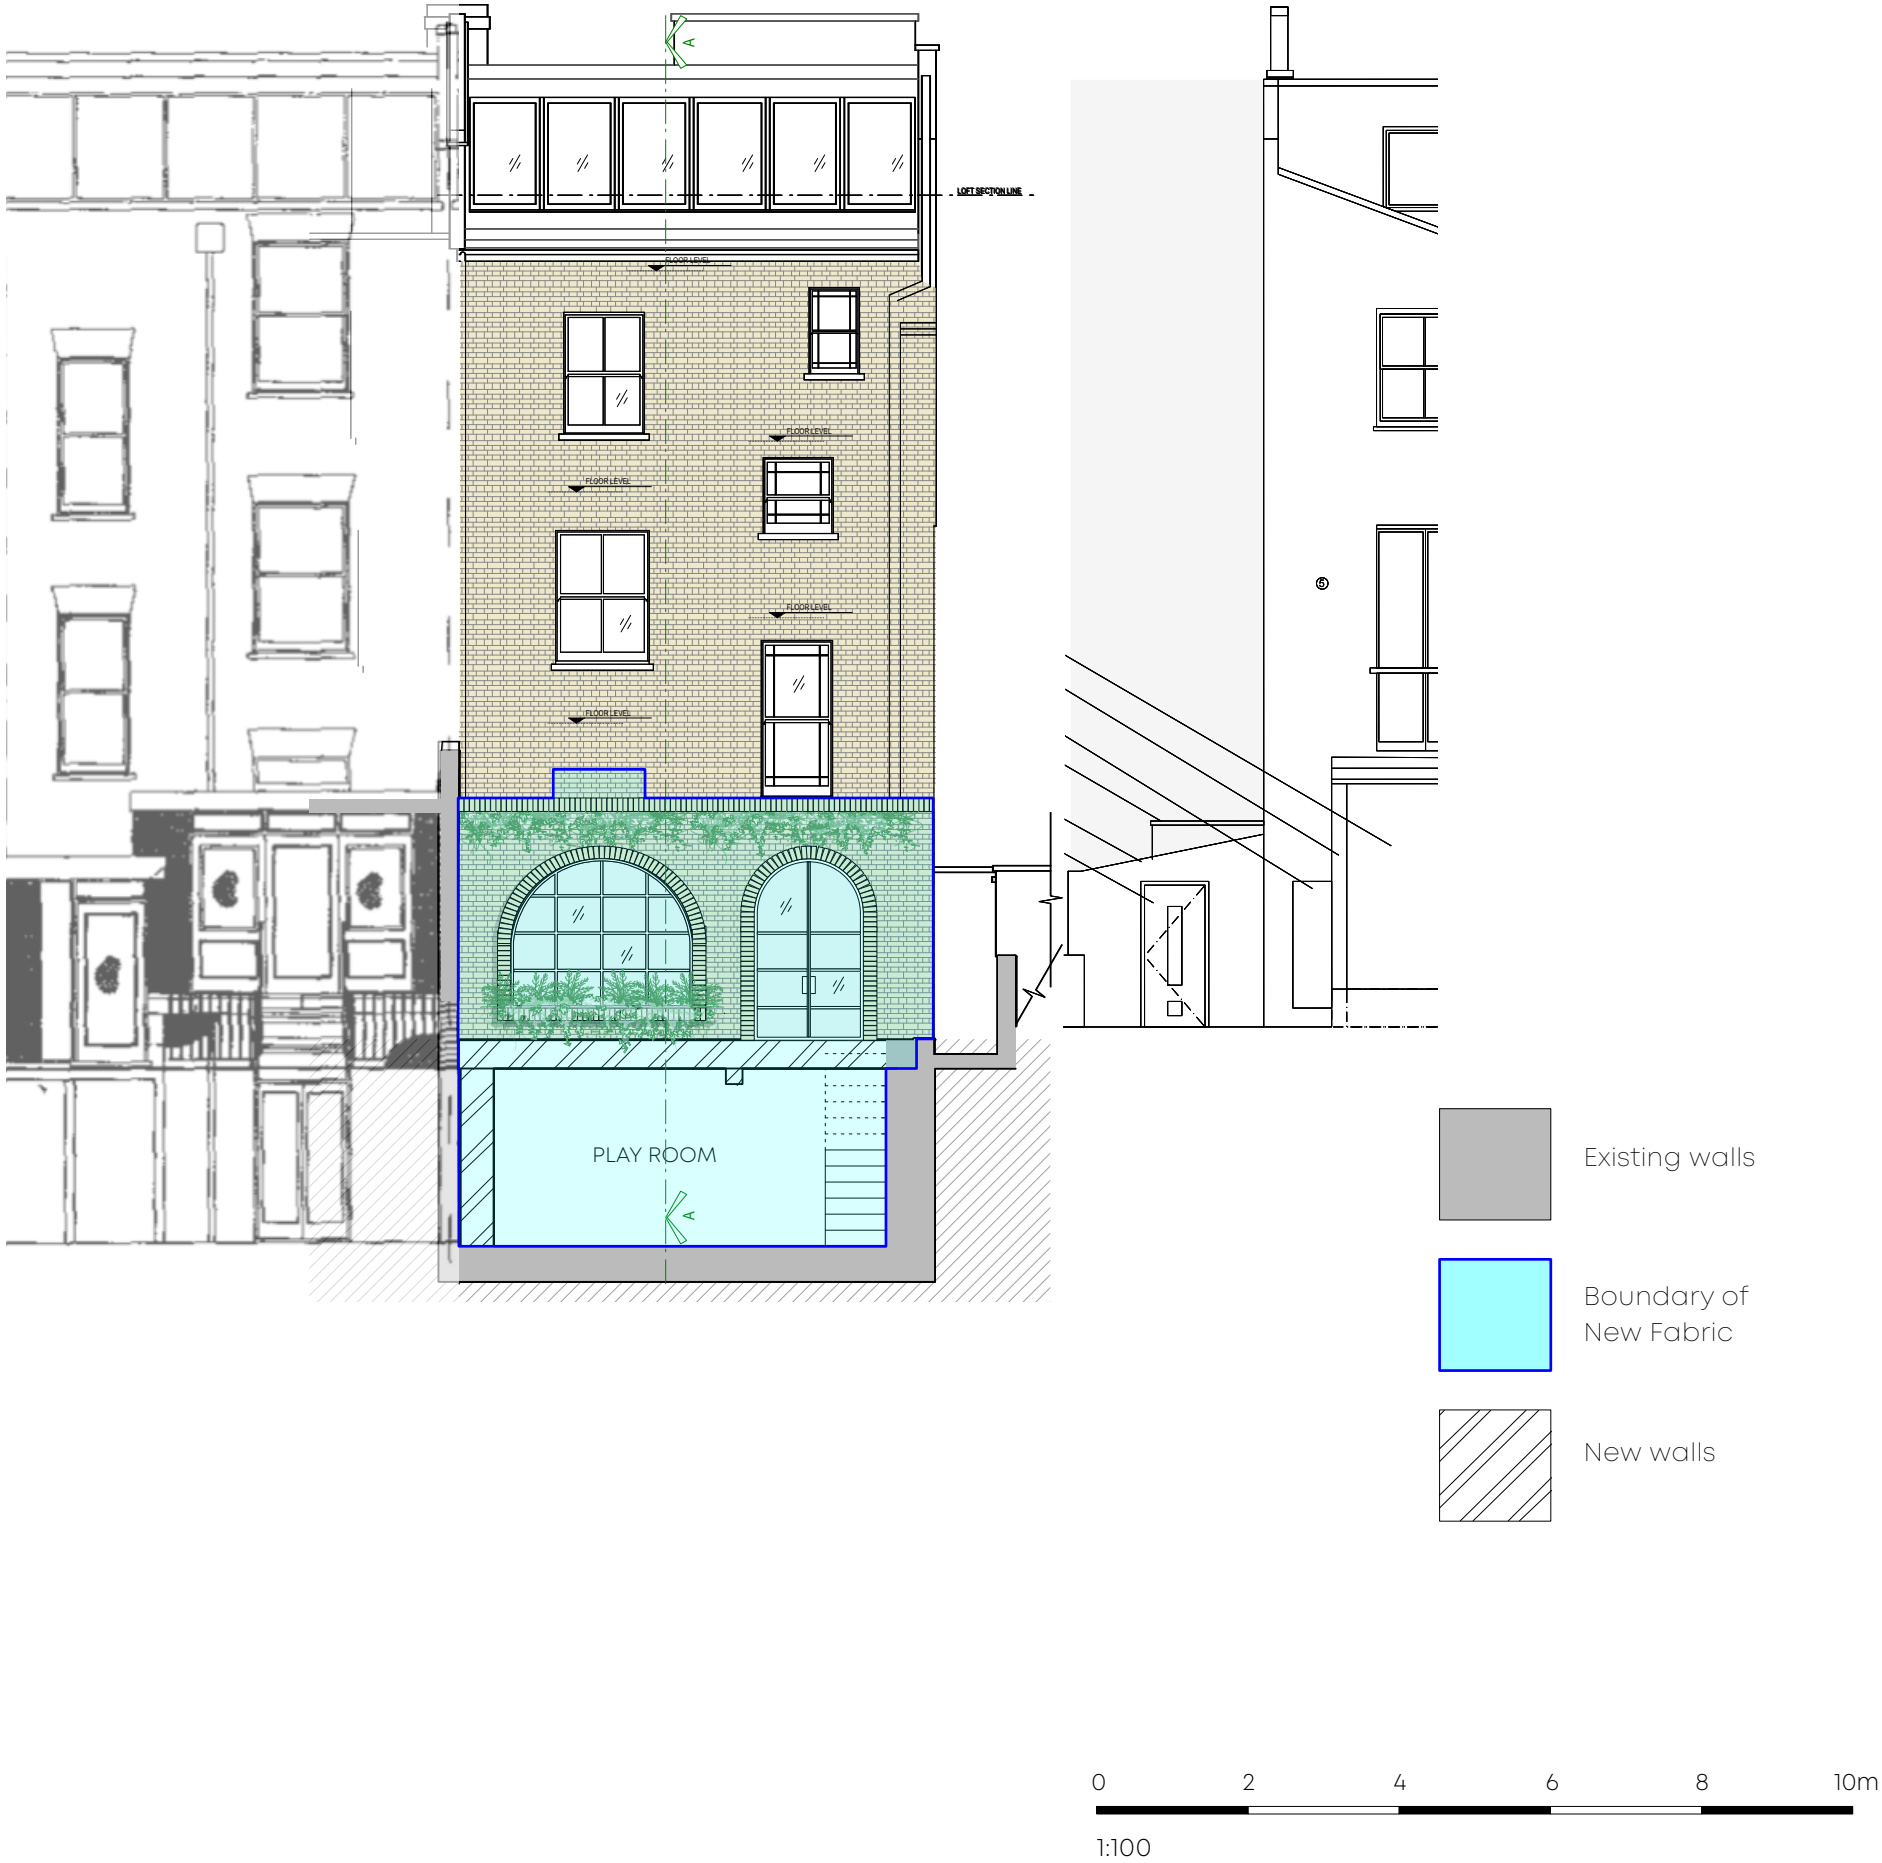 A
LOFT SECTION LINE
FLOOR LEVEL
FLOOR LEVEL
FLOOR LEVEL
5
FLOOR LEVEL
FLOOR LEVEL
PLAY ROOM
A
Existing walls
Boundary of
New Fabric
New walls
0 2 4 6 8 10m
1:100